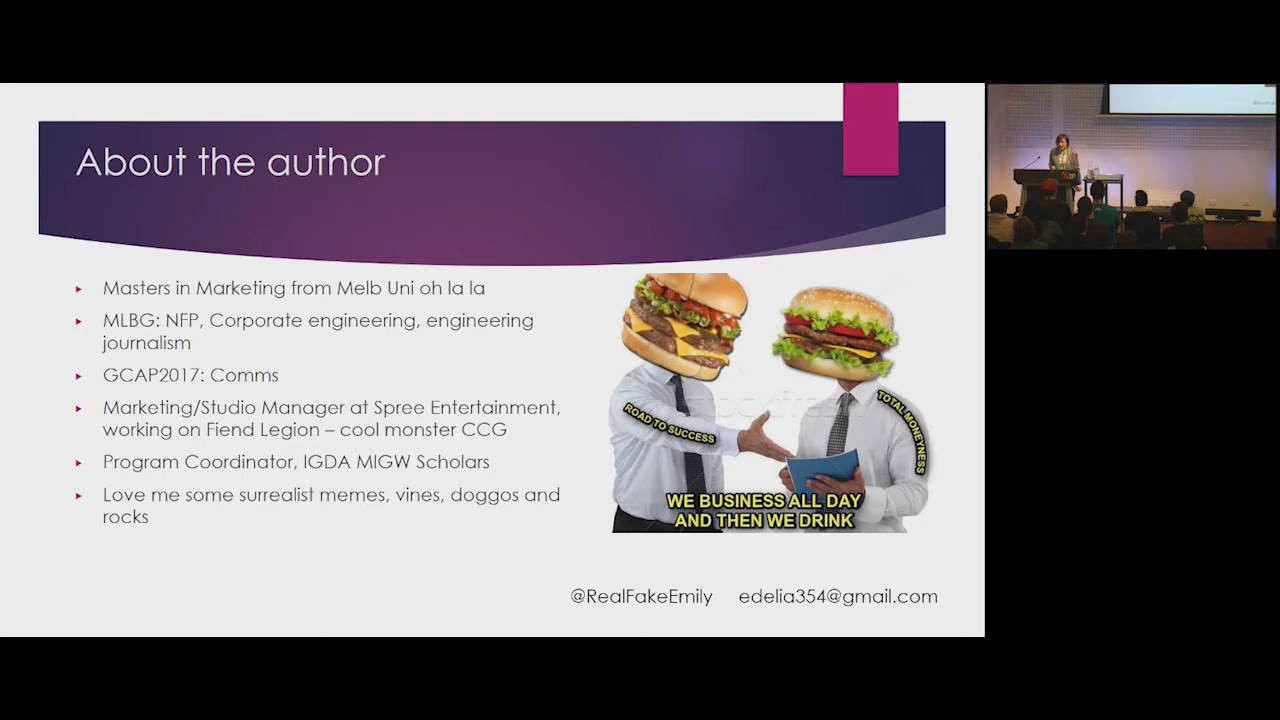 About the author
Masters in Marketing from Melb Uni oh la la
MLBG: NFP, Corporate engineering, engineering
journalism
GCAP2017: Comms
Marketing/Studio Manager at Spree Entertainment,
working on Fiend Legion – cool monster CCG
Program Coordinator, IGDA MIGW Scholars
Love me some surrealist memes, vines, doggos and
rocks
ROAD TO SUCCESS
TOTAL MONEYNESS
WE BUSINESS ALL DAY
AND THEN WE DRINK
@RealFakeEmily edelia354@gmail.com